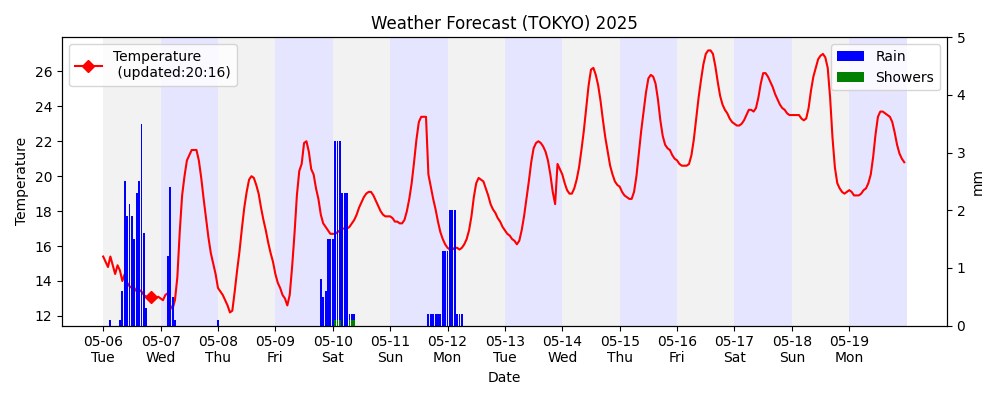 Weather Forecast (TOKYO) 2025
Temperature
(updated:20:16)
Rain
Showers
Temperature
26
24
22
20
18
16
14
12
5
4
3
2
1
0
mm
05-06 05-07 05-08 05-09 05-10 05-11 05-12 05-13 05-14 05-15 05-16 05-17 05-18 05-19
Tue Wed Thu Fri Sat Sun Mon Tue Wed Thu Fri Sat Sun Mon
Date